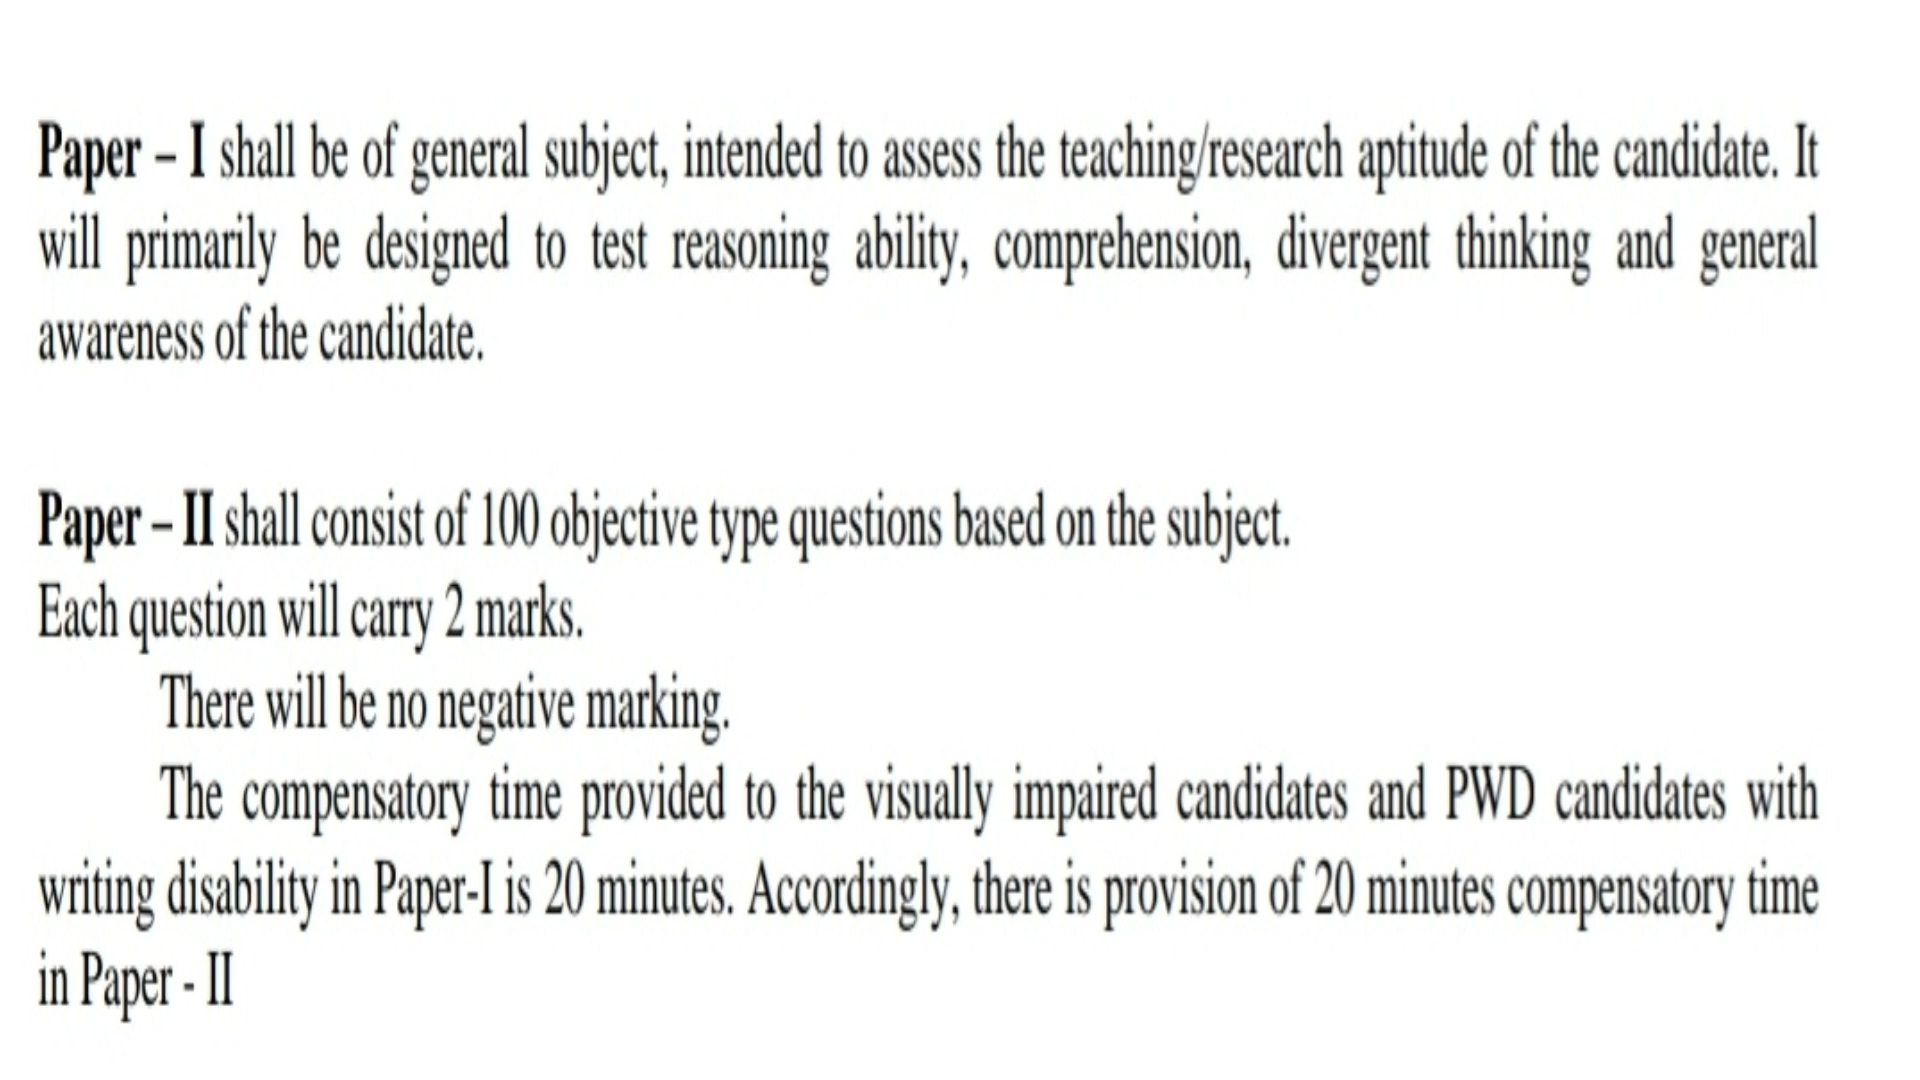 Paper – I shall be of general subject, intended to assess the teaching/research aptitude of the candidate. It
will primarily be designed to test reasoning ability, comprehension, divergent thinking and general
awareness of the candidate.
Paper – II shall consist of 100 objective type questions based on the subject.
Each question will carry 2 marks.
There will be no negative marking.
The compensatory time provided to the visually impaired candidates and PWD candidates with
writing disability in Paper-I is 20 minutes. Accordingly, there is provision of 20 minutes compensatory time
in Paper - II